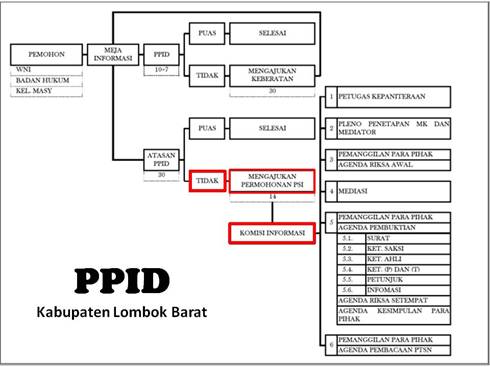 PEMOHON
WNI
BADAN HUKUM
KEL. MASY
MEJA
INFORMASI
PPID
10+7
PUAS
SELESAI
TIDAK
MENGAJUKAN
KEBERATAN
30
ATASAN
PPID
30
PUAS
SELESAI
TIDAK
MENGAJUKAN
PERMOHONAN PSI
14
KOMISI INFORMASI
1 PETUGAS KEPANITERAAN
2 PLENO PENETAPAN MK DAN
MEDIATOR
3 PEMANGGILAN PARA PIHAK
AGENDA RIKSA AWAL
4 MEDIASI
5 PEMANGGILAN PARA PIHAK
AGENDA PEMBUKTIAN
5.1. SURAT
5.2. KET. SAKSI
5.3. KET. AHLI
5.4. KET. (P) DAN (T)
5.5. PETUNJUK
5.6. INFOMASI
AGENDA RIKSA SETEMPAT
AGENDA KESIMPULAN PARA
PIHAK
6 PEMANGGILAN PARA PIHAK
AGENDA PEMBACAAN PTSN
PPID
Kabupaten Lombok Barat